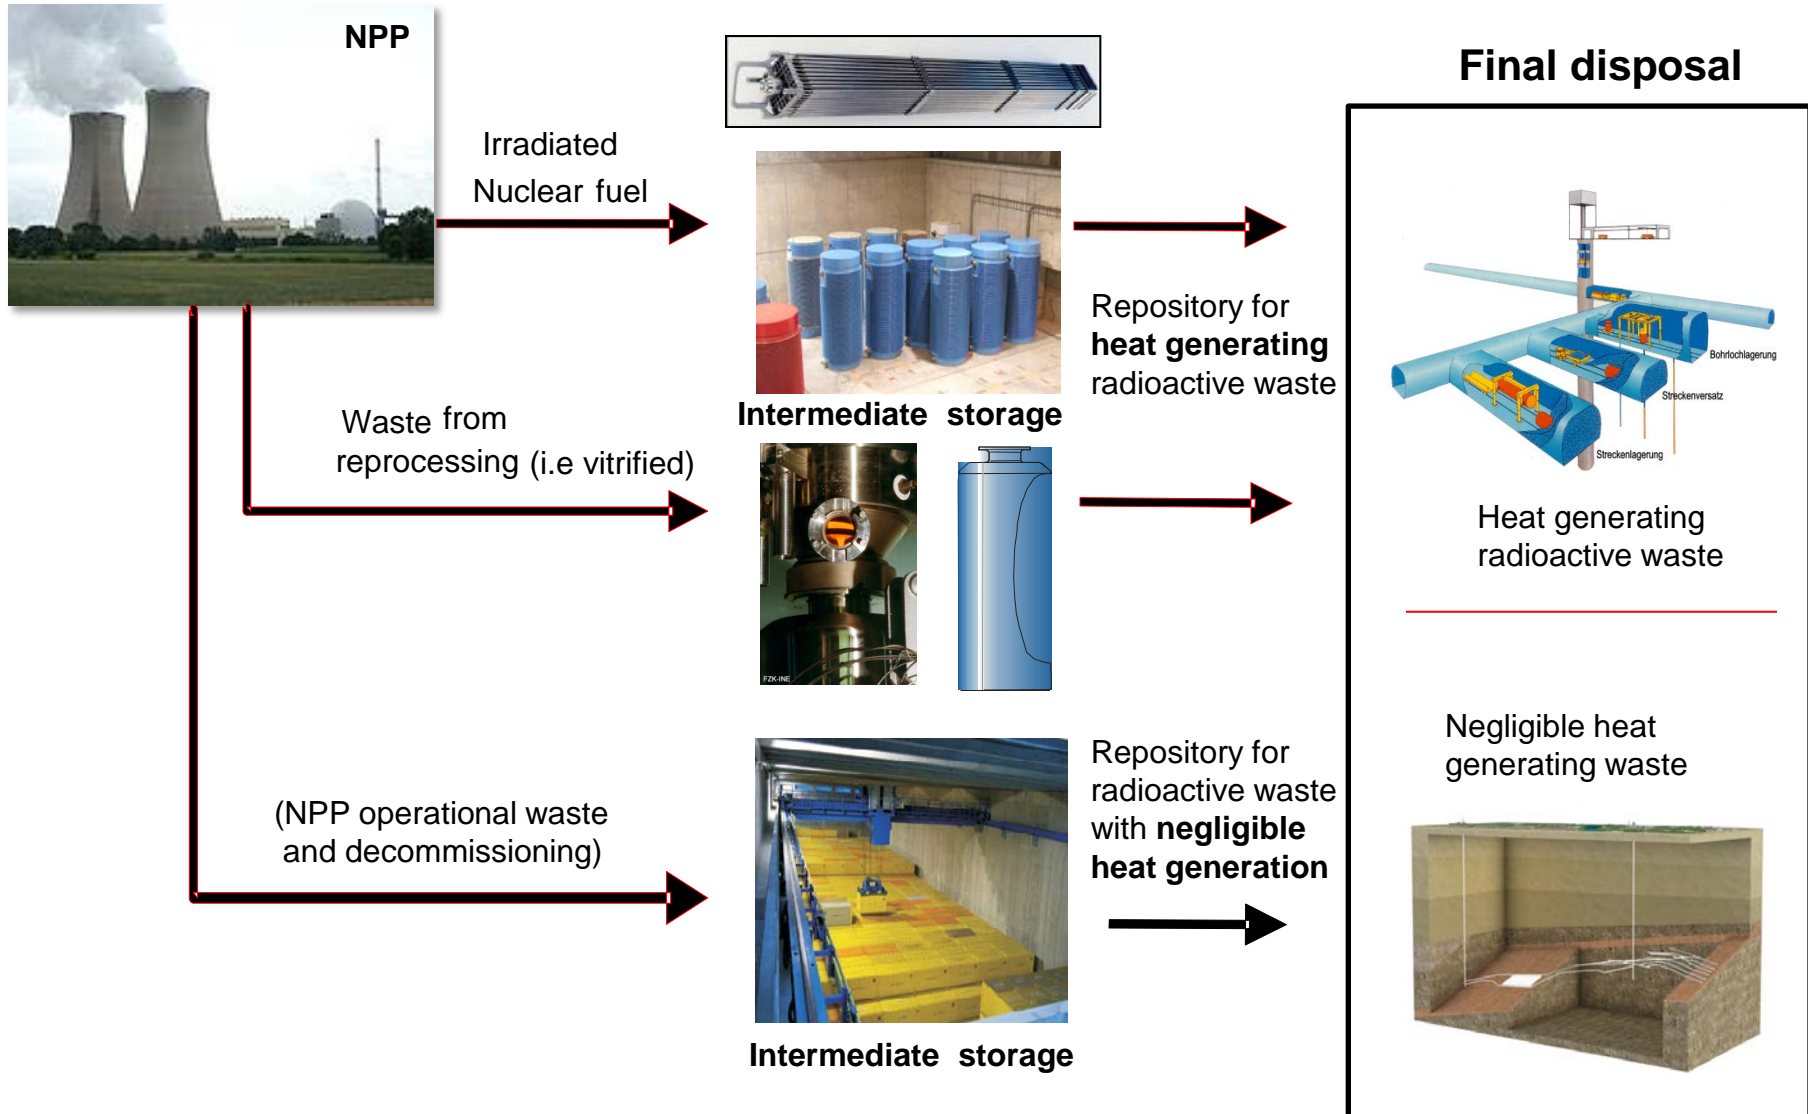 NPP
Final disposal
Irradiated
Nuclear fuel
Repository for
heat generating
radioactive waste
Bohrlochlagerung
Streckenversatz
Streckenlagerung
Intermediate storage
Waste from
reprocessing (i.e vitrified)
FZK-INE
Heat generating
radioactive waste
Negligible heat
generating waste
Repository for
radioactive waste
with negligible
heat generation
(NPP operational waste
and decommissioning)
Intermediate storage